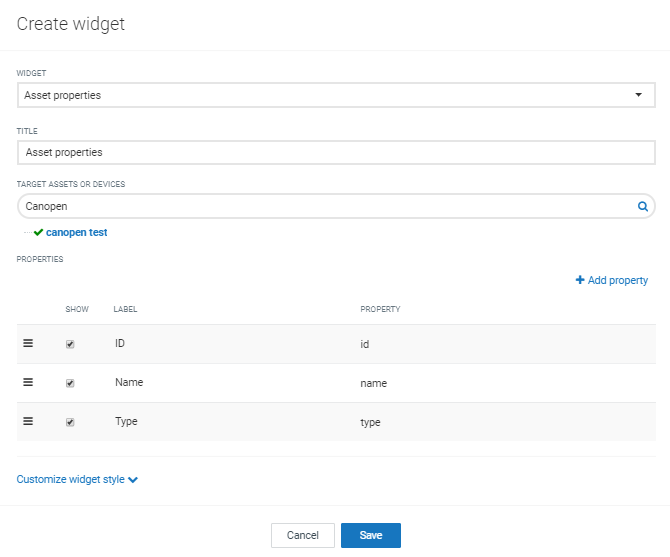 Create widget
WIDGET
Asset properties
TITLE
Asset properties
TARGET ASSETS OR DEVICES
Canopen
canopen test
PROPERTIES
Add property
SHOW LABEL PROPERTY
ID id
Name name
Type type
Customize widget style
Cancel Save